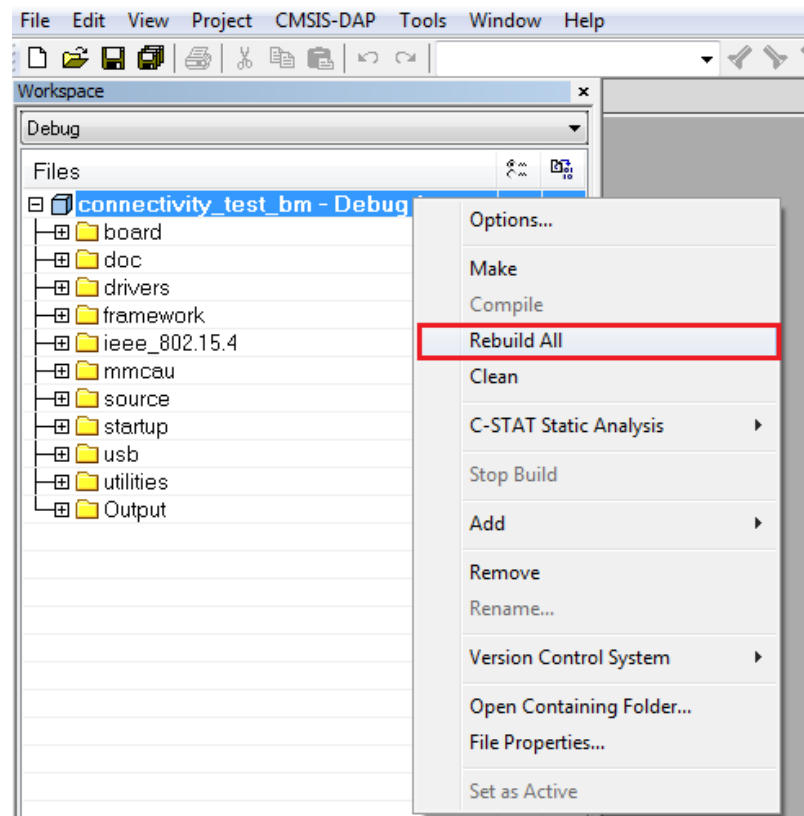 File Edit View Project CMSIS-DAP Tools Window Help
Workspace
Debug
Files
connectivity_test_bm - Debug
board
doc
drivers
framework
ieee_802.15.4
mmcau
source
startup
usb
utilities
Output
Options...
Make
Compile
Rebuild All
Clean
C-STAT Static Analysis
Stop Build
Add
Remove
Rename...
Version Control System
Open Containing Folder...
File Properties...
Set as Active